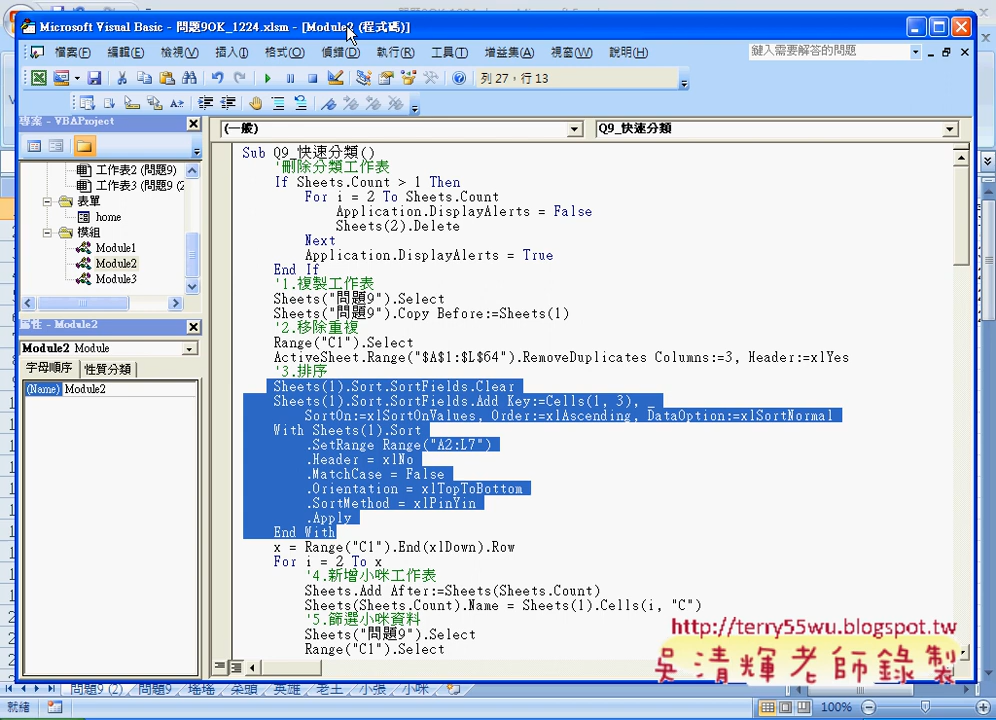 Microsoft Visual Basic - 問題9OK_1224.xlsm - [Module2 (程式碼)]
檔案(F) 編輯(E) 檢視(V) 插入(I) 格式(O) 偵錯(D) 執行(R) 工具(T) 增益集(A) 視窗(W) 說明(H) 鍵入需要解答的問題
列 27，行 13
專案 - VBAProject
(一般) Q9_快速分類
工作表2 (問題9)
工作表3 (問題9 (2
表單
home
模組
Module1
Module2
Module3
屬性 - Module2
Module2 Module
字母順序 性質分類
(Name) Module2
Sub Q9_快速分類()
'刪除分類工作表
If Sheets.Count > 1 Then
For i = 2 To Sheets.Count
Application.DisplayAlerts = False
Sheets(2).Delete
Next
Application.DisplayAlerts = True
End If
'1.複製工作表
Sheets("問題9").Select
Sheets("問題9").Copy Before:=Sheets(1)
'2.移除重複
Range("C1").Select
ActiveSheet.Range("$A$1:$L$64").RemoveDuplicates Columns:=3, Header:=xlYes
'3.排序
Sheets(1).Sort.SortFields.Clear
Sheets(1).Sort.SortFields.Add Key:=Cells(1, 3), _
SortOn:=xlSortOnValues, Order:=xlAscending, DataOption:=xlSortNormal
With Sheets(1).Sort
.SetRange Range("A2:L7")
.Header = xlNo
.MatchCase = False
.Orientation = xlTopToBottom
.SortMethod = xlPinYin
.Apply
End With
x = Range("C1").End(xlDown).Row
For i = 2 To x
'4.新增小咪工作表
Sheets.Add After:=Sheets(Sheets.Count)
Sheets(Sheets.Count).Name = Sheets(1).Cells(i, "C")
'5.篩選小咪資料
Sheets("問題9").Select
Range("C1").Select
http://terry55wu.blogspot.tw
吳清輝老師錄製
問題9 (2) 問題9 瑤瑤 呆頭 英雄 老王 小張 小咪
就緒 100%